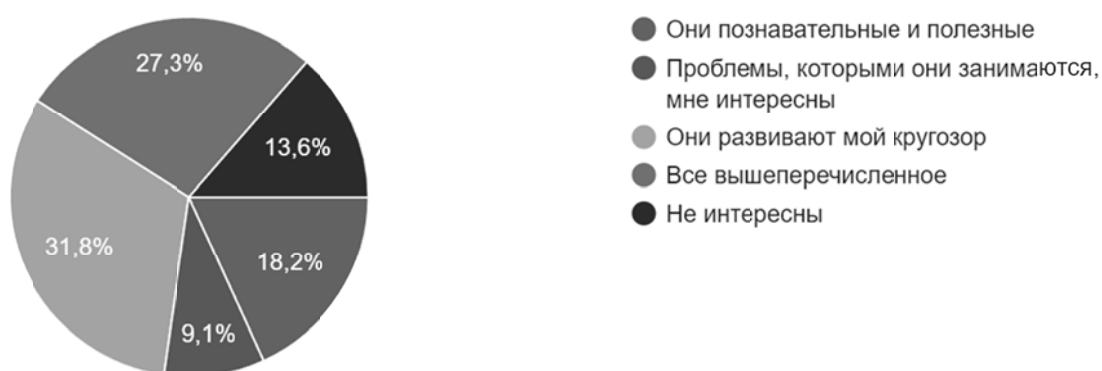 27,3%
13,6%
31,8%
18,2%
9,1%
Они познавательные и полезные
Проблемы, которыми они занимаются,
мне интересны
Они развивают мой кругозор
Все вышеперечисленное
Не интересны